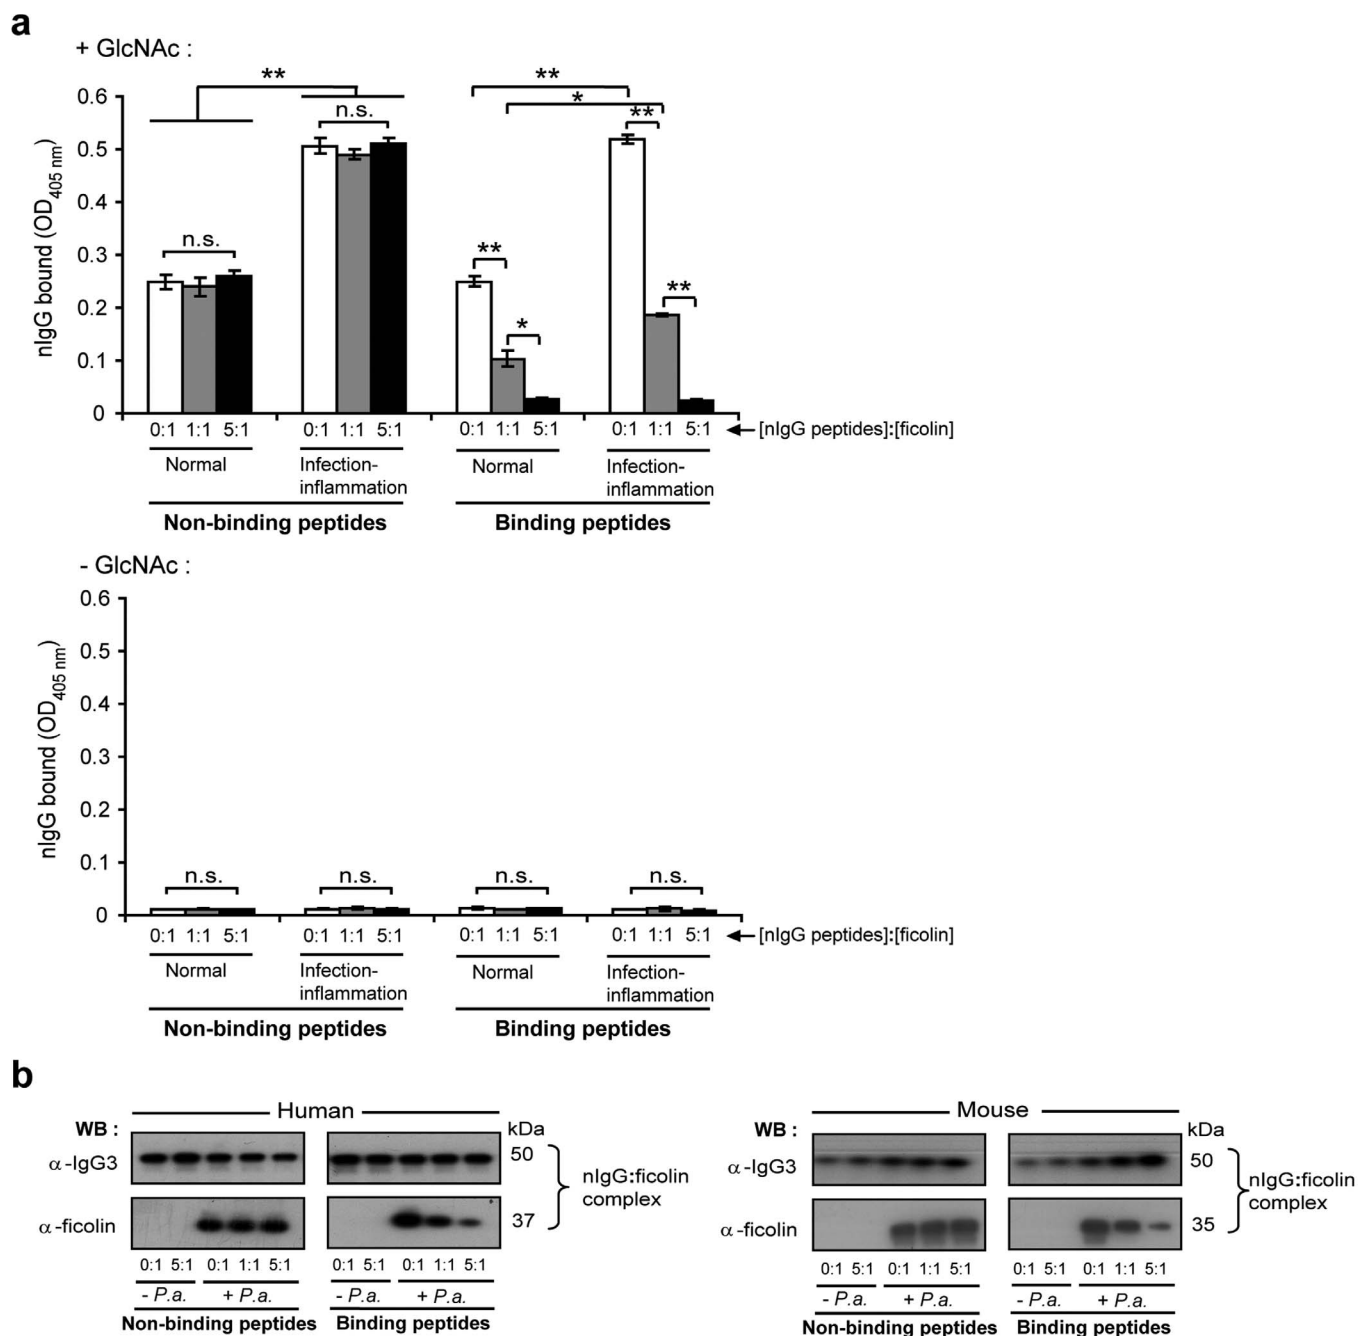 a
+ GlcNAc :
nIgG bound (OD405 nm)
0.6
0.5
0.4
0.3
0.2
0.1
0
**
n.s.
n.s.
**
*
**
**
*
**
0:1 1:1 5:1 0:1 1:1 5:1 0:1 1:1 5:1 0:1 1:1 5:1 [nIgG peptides]:[ficolin]
Normal Infection-inflammation Normal Infection-inflammation
Non-binding peptides Binding peptides
- GlcNAc :
nIgG bound (OD405 nm)
0.6
0.5
0.4
0.3
0.2
0.1
0
n.s. n.s. n.s. n.s.
0:1 1:1 5:1 0:1 1:1 5:1 0:1 1:1 5:1 0:1 1:1 5:1 [nIgG peptides]:[ficolin]
Normal Infection-inflammation Normal Infection-inflammation
Non-binding peptides Binding peptides
b
Human
WB : kDa
α-IgG3 50
α-ficolin 37
nIgG:ficolin
complex
0:1 5:1 0:1 1:1 5:1 0:1 5:1 0:1 1:1 5:1
- P.a. + P.a. - P.a. + P.a.
Non-binding peptides Binding peptides
Mouse
WB : kDa
α-IgG3 50
α-ficolin 35
nIgG:ficolin
complex
0:1 5:1 0:1 1:1 5:1 0:1 5:1 0:1 1:1 5:1
- P.a. + P.a. - P.a. + P.a.
Non-binding peptides Binding peptides